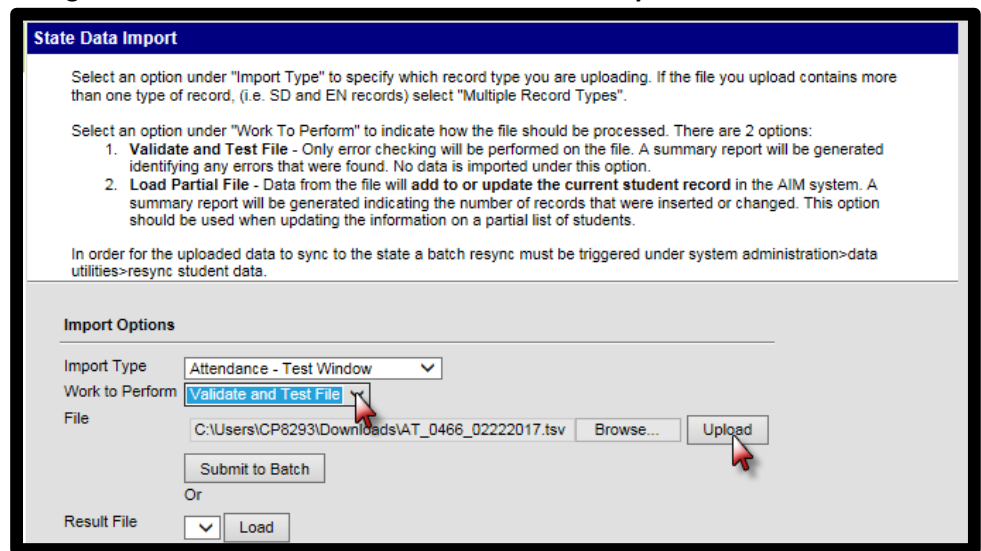 State Data Import
Select an option under "Import Type" to specify which record type you are uploading. If the file you upload contains more
than one type of record, (i.e. SD and EN records) select "Multiple Record Types".
Select an option under "Work To Perform" to indicate how the file should be processed. There are 2 options:
1. Validate and Test File - Only error checking will be performed on the file. A summary report will be generated
identifying any errors that were found. No data is imported under this option.
2. Load Partial File - Data from the file will add to or update the current student record in the AIM system. A
summary report will be generated indicating the number of records that were inserted or changed. This option
should be used when updating the information on a partial list of students.
In order for the uploaded data to sync to the state a batch resync must be triggered under system administration>data
utilities>resync student data.
Import Options
Import Type Attendance - Test Window
Work to Perform Validate and Test File
File
C:\Users\CP8293\Downloads\AT_0466_02222017.tsv Browse... Upload
Submit to Batch
Or
Result File Load